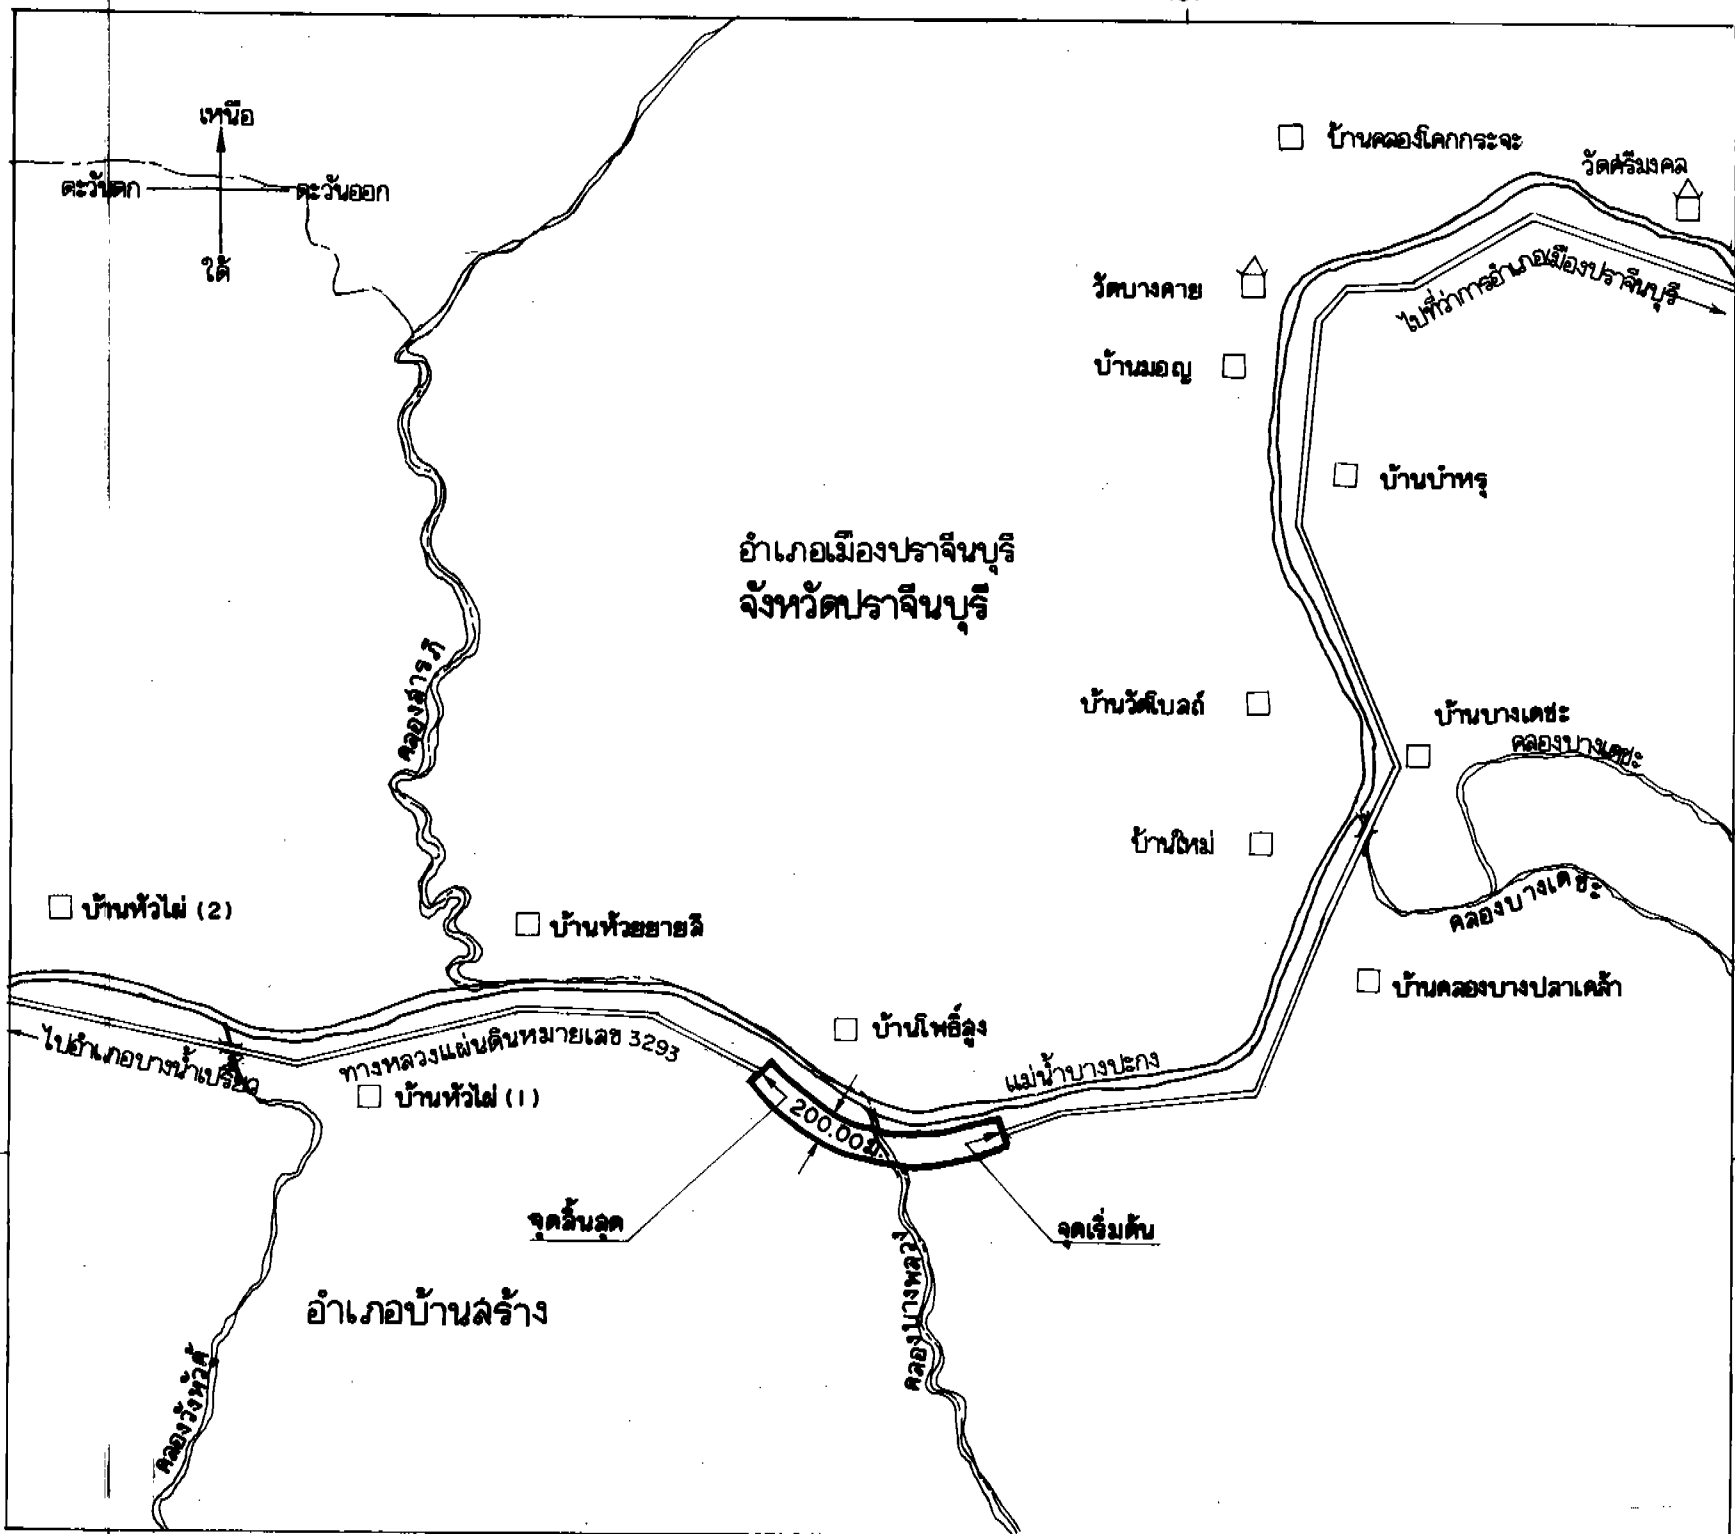 เหนือ
ตะวันตก
ตะวันออก
ใต้
บ้านคลองโคกกระจะ
วัดศรีมงคล
วัดบางคาย
ไปที่ว่าการอำเภอเมืองปราจีนบุรี
บ้านมอญ
บ้านบำหรุ
อำเภอเมืองปราจีนบุรี
จังหวัดปราจีนบุรี
คลองสารภี
บ้านวัดโบสถ์
บ้านบางเตชะ
คลองบางเตชะ
บ้านใหม่
บ้านหัวไผ่ (2)
บ้านห้วยยายลี
คลองบางเตชะ
บ้านคลองบางปลาเคล้า
บ้านโพธิ์สูง
ไปอำเภอบางน้ำเปรี้ยว
ทางหลวงแผ่นดินหมายเลข 3293
แม่น้ำบางปะกง
บ้านหัวไผ่ (1)
200.00 ม.
จุดสิ้นสุด
จุดเริ่มต้น
อำเภอบ้านสร้าง
คลองบางพลวง